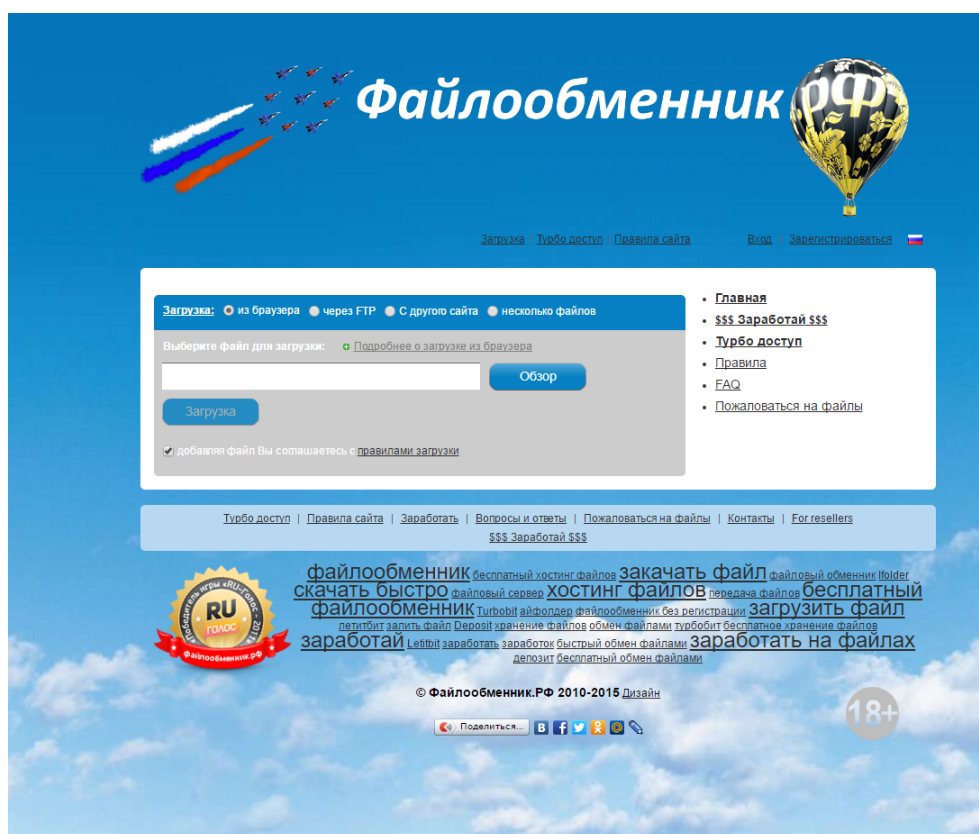 Файлообменник
.рф
Загрузка | Турбо доступ | Правила сайта
Вход | Зарегистрироваться
Загрузка: из браузера через FTP С другого сайта несколько файлов
Выберите файл для загрузки: Подробнее о загрузке из браузера
Обзор
Загрузка
добавляя файл Вы соглашаетесь с правилами загрузки
Главная
$$$ Заработай $$$
Турбо доступ
Правила
FAQ
Пожаловаться на файлы
Турбо доступ | Правила сайта | Заработать | Вопросы и ответы | Пожаловаться на файлы | Контакты | For resellers
$$$ Заработай $$$
Победитель игры «RU-Голос - 2011»
RU
ГОЛОС
Файлообменник.рф
файлообменник бесплатный хостинг файлов закачать файл файловый обменник Ifolder
скачать быстро файловый сервер хостинг файлов передача файлов бесплатный
файлообменник Turbobit айфолдер файлообменник без регистрации загрузить файл
летитбит залить файл Deposit хранение файлов обмен файлами турбобит бесплатное хранение файлов
заработай Letitbit заработать заработок быстрый обмен файлами заработать на файлах
депозит бесплатный обмен файлами
© Файлообменник.РФ 2010-2015 Дизайн
18+
Поделиться...